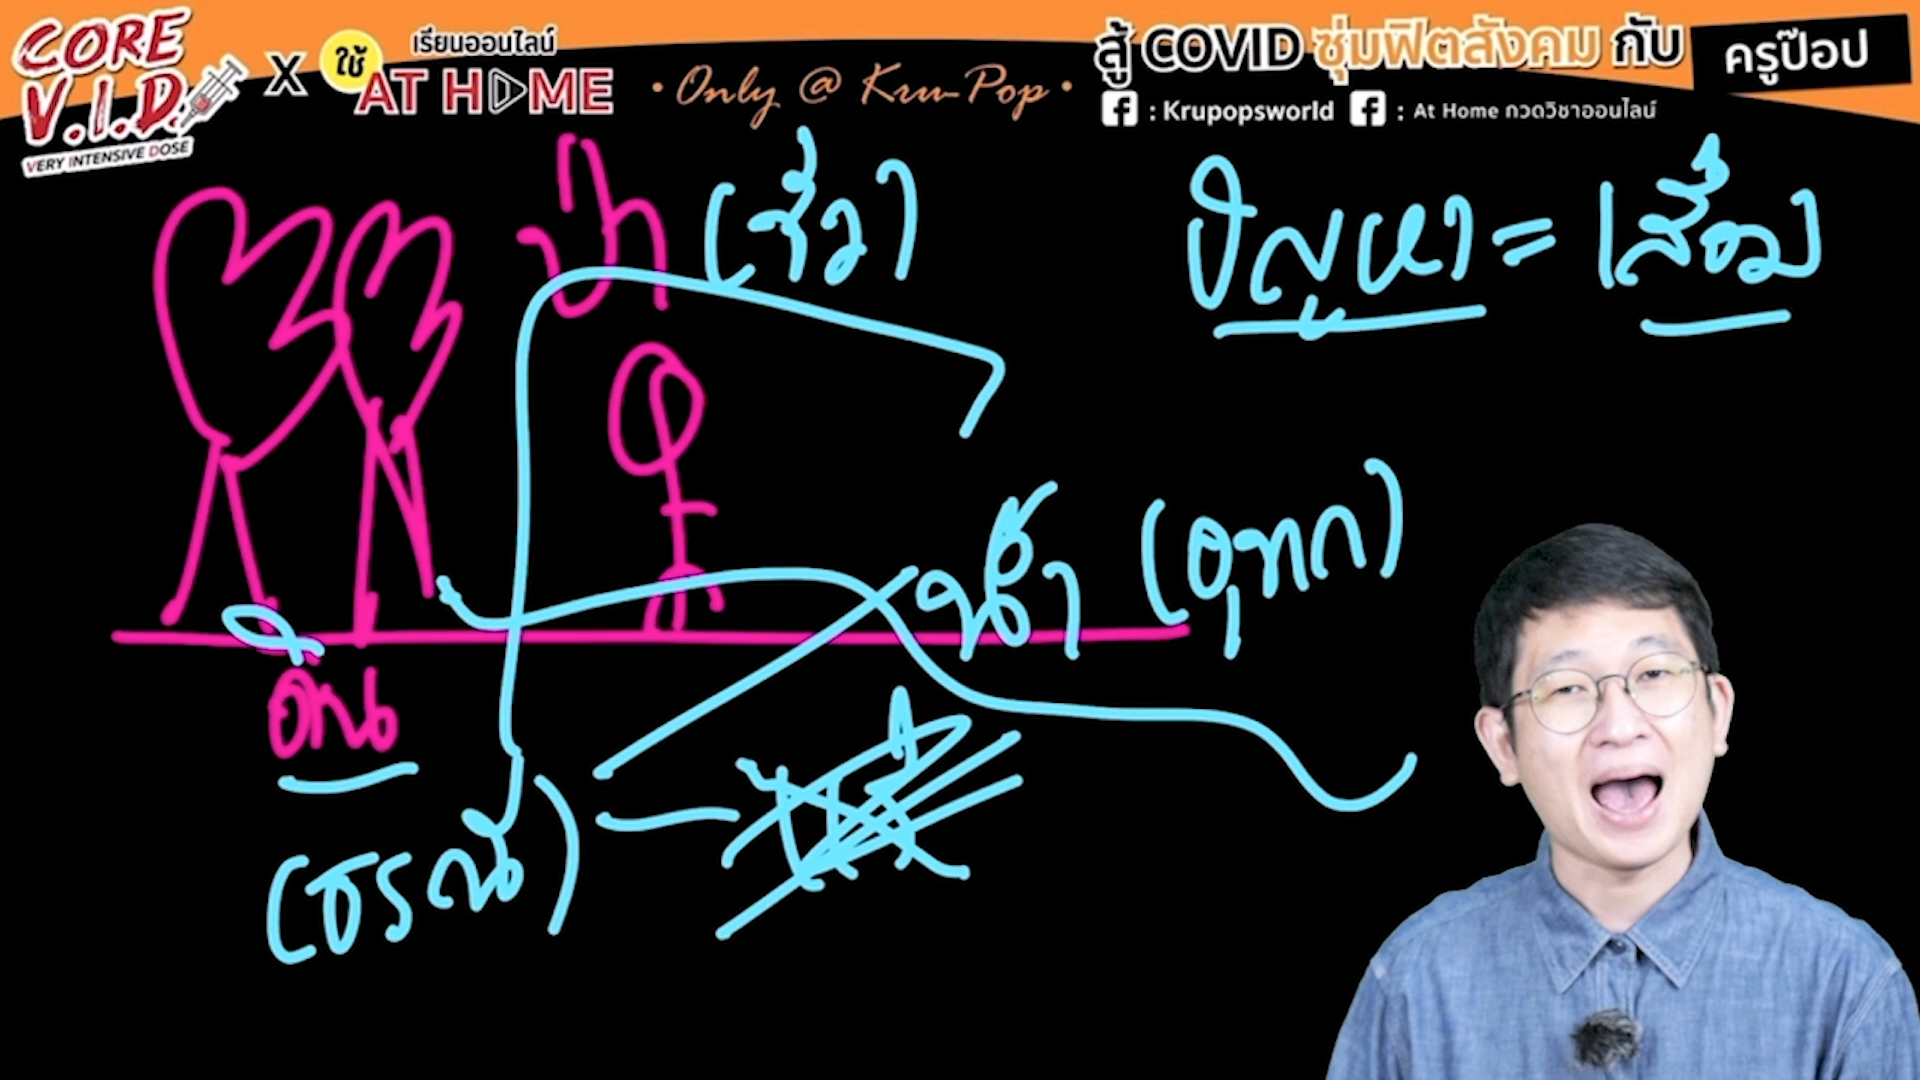 CORE
V.I.D.
VERY INTENSIVE DOSE
X
ใช้
เรียนออนไลน์
AT HOME
• Only @ Kru-Pop •
สู้ COVID ซุ่มฟิตสังคม กับ
ครูป๊อป
: Krupopsworld
: At Home กวดวิชาออนไลน์
ป่า (ชีว)
ปัญหา = เสื่อม
น้ำ (อุทก)
ดิน
(ธรณี)